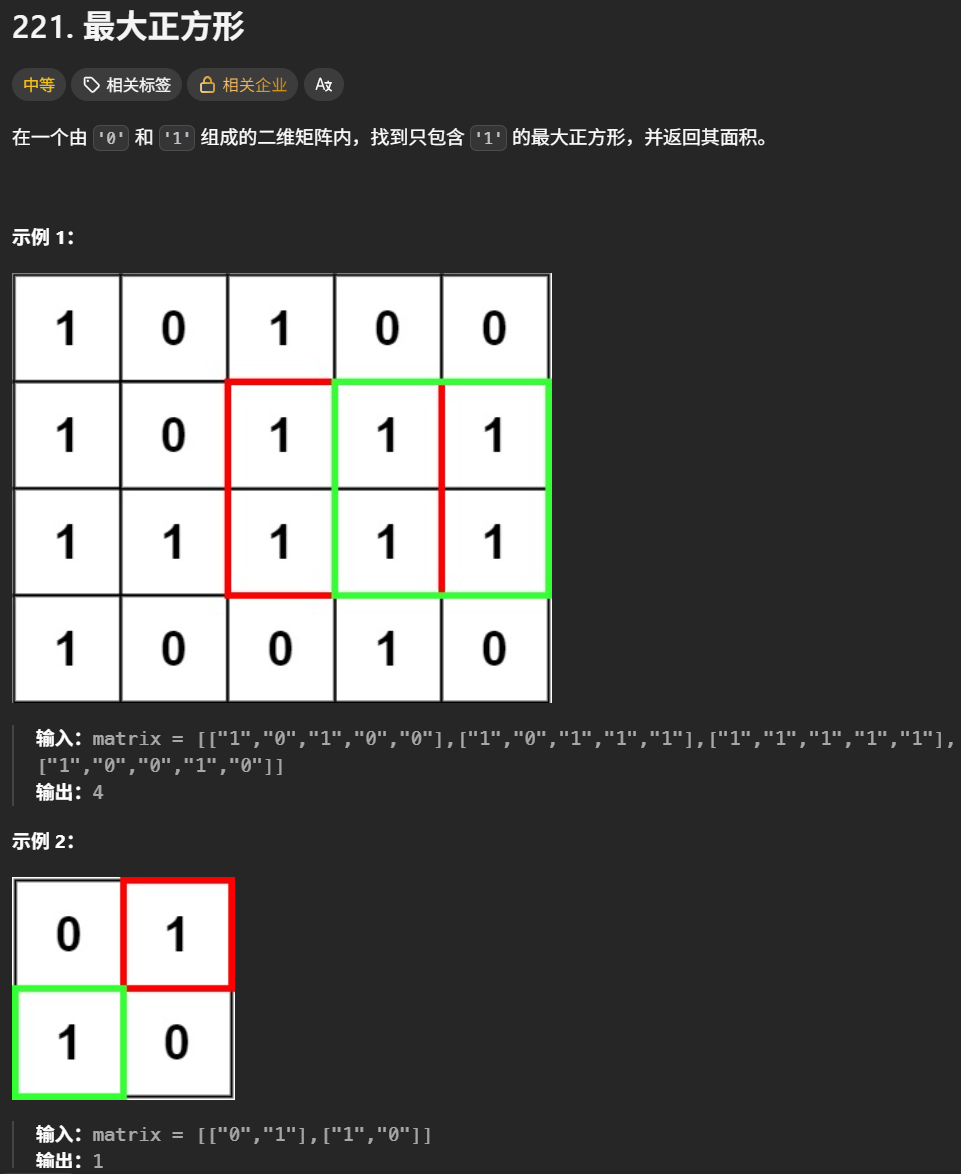 221. 最大正方形
中等 相关标签 相关企业 A文
在一个由 '0' 和 '1' 组成的二维矩阵内，找到只包含 '1' 的最大正方形，并返回其面积。
示例 1：
1 0 1 0 0
1 0 1 1 1
1 1 1 1 1
1 0 0 1 0
输入：matrix = [["1","0","1","0","0"],["1","0","1","1","1"],["1","1","1","1","1"],
["1","0","0","1","0"]]
输出：4
示例 2：
0 1
1 0
输入：matrix = [["0","1"],["1","0"]]
输出：1